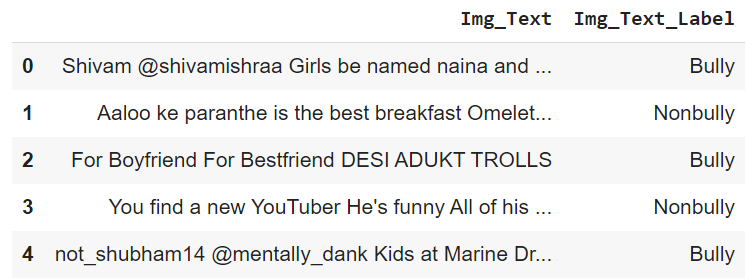 Img_Text Img_Text_Label
0 Shivam @shivamishraa Girls be named naina and ... Bully
1 Aaloo ke paranthe is the best breakfast Omelet... Nonbully
2 For Boyfriend For Bestfriend DESI ADUKT TROLLS Bully
3 You find a new YouTuber He's funny All of his ... Nonbully
4 not_shubham14 @mentally_dank Kids at Marine Dr... Bully